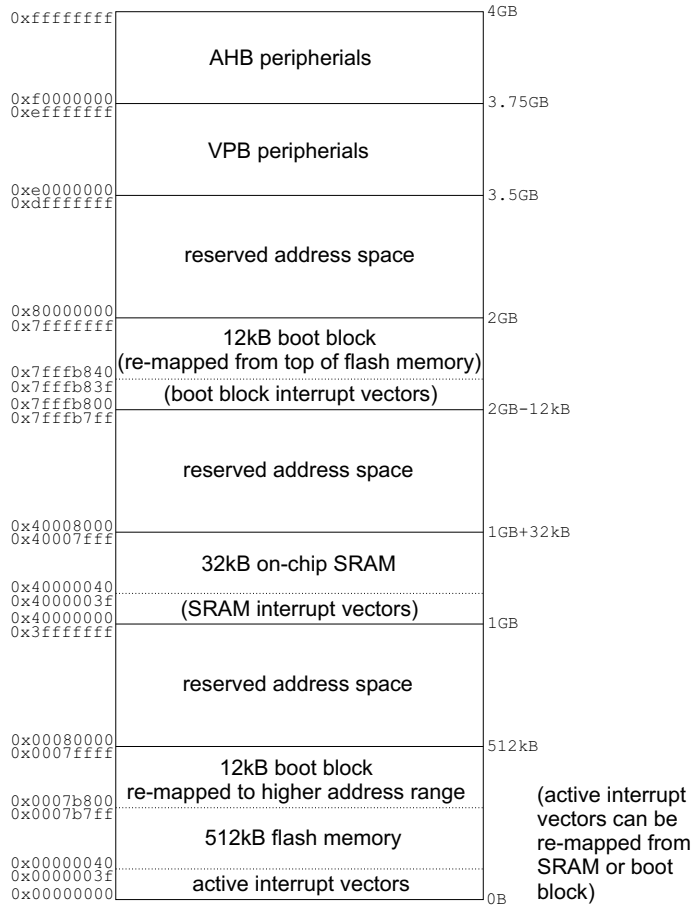 0xffffffff
4GB
AHB peripherials
0xf0000000
3.75GB
0xefffffff
VPB peripherials
0xe0000000
3.5GB
0xdfffffff
reserved address space
0x80000000
2GB
0x7fffffff
12kB boot block
(re-mapped from top of flash memory)
0x7fffb840
0x7fffb83f
(boot block interrupt vectors)
0x7fffb800
2GB-12kB
0x7fffb7ff
reserved address space
0x40008000
1GB+32kB
0x40007fff
32kB on-chip SRAM
0x40000040
0x4000003f
(SRAM interrupt vectors)
0x40000000
1GB
0x3fffffff
reserved address space
0x00080000
512kB
0x0007ffff
12kB boot block
re-mapped to higher address range
0x0007b800
0x0007b7ff
512kB flash memory
0x00000040
0x0000003f
active interrupt vectors
0x00000000
0B
(active interrupt
vectors can be
re-mapped from
SRAM or boot
block)